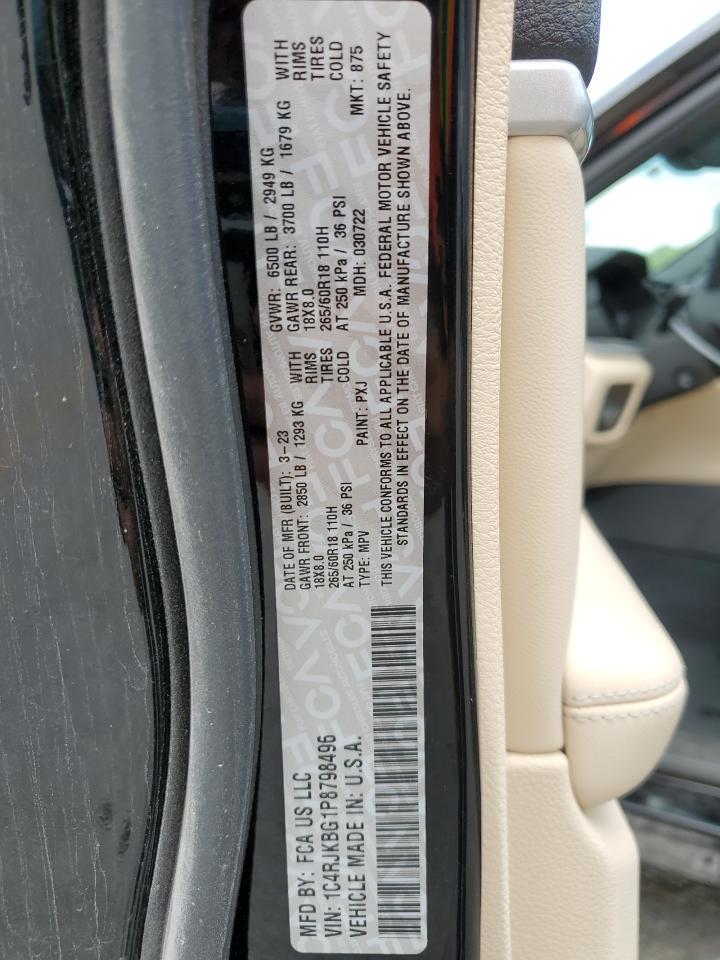 MFD BY: FCA US LLC
DATE OF MFR (BUILT): 3-23
GVWR: 6500 LB / 2949 KG
GAWR FRONT: 2850 LB / 1293 KG WITH
GAWR REAR: 3700 LB / 1679 KG WITH
18X8.0 RIMS
18X8.0 RIMS
265/60R18 110H TIRES
265/60R18 110H TIRES
AT 250 kPa / 36 PSI COLD
AT 250 kPa / 36 PSI COLD
VIN: 1C4RJKBG1P8798496
TYPE: MPV
PAINT: PXJ
MDH: 030722
MKT: 875
VEHICLE MADE IN: U.S.A.
THIS VEHICLE CONFORMS TO ALL APPLICABLE U.S.A. FEDERAL MOTOR VEHICLE SAFETY
STANDARDS IN EFFECT ON THE DATE OF MANUFACTURE SHOWN ABOVE.